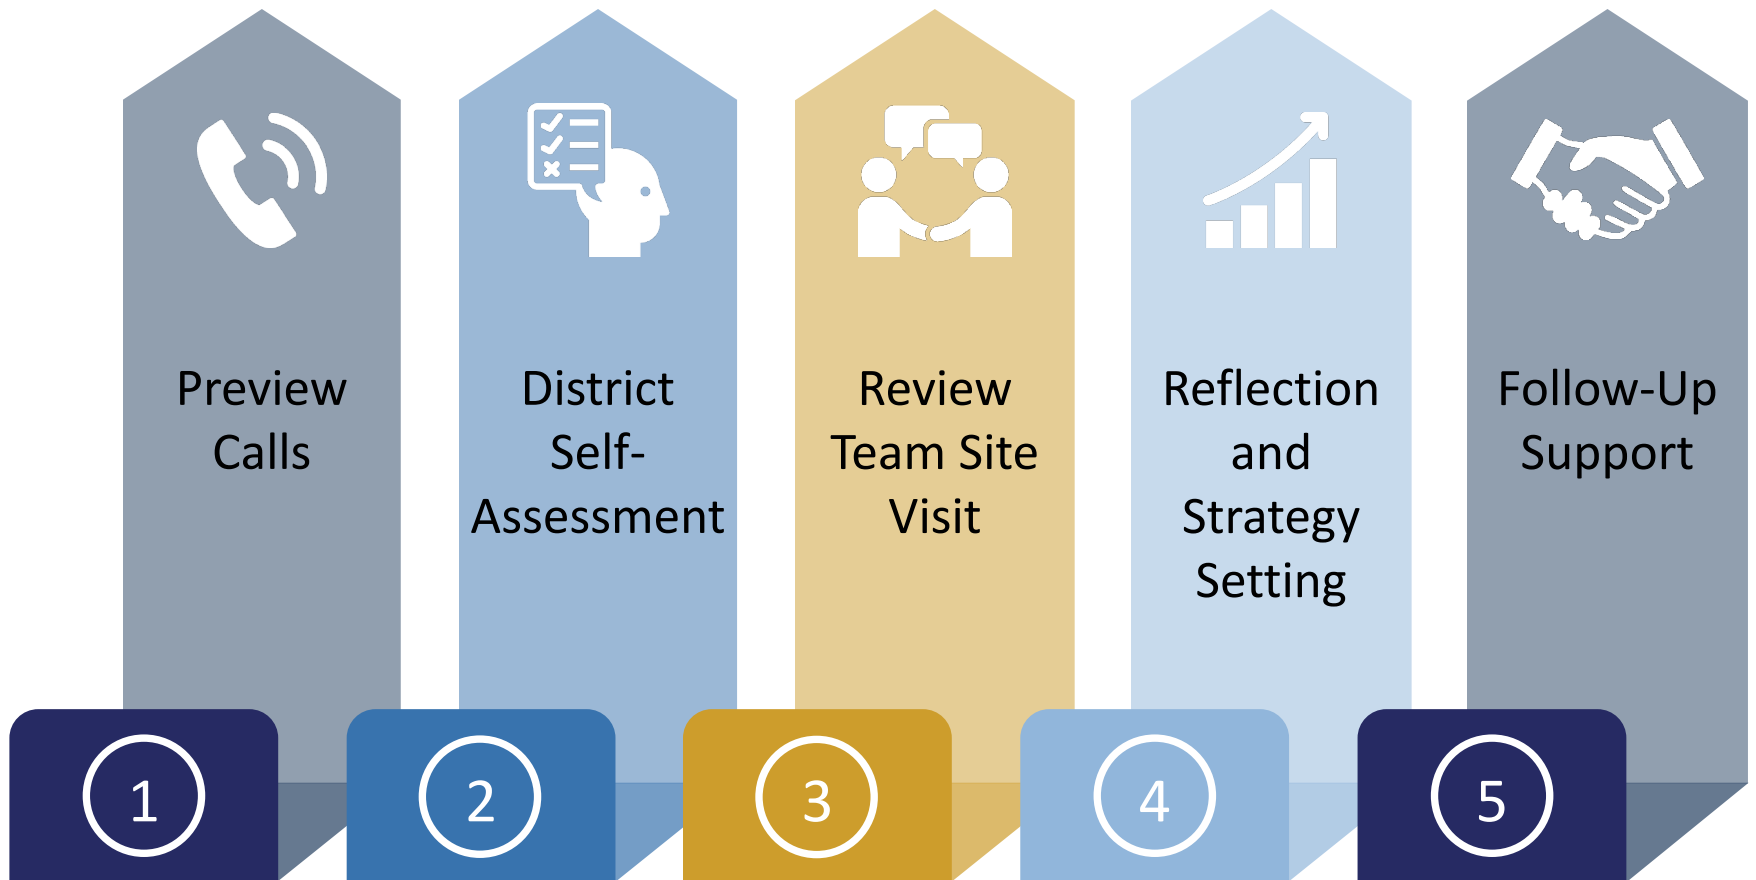 Preview
Calls
1
District
Self-
Assessment
2
Review
Team Site
Visit
3
Reflection
and
Strategy
Setting
4
Follow-Up
Support
5